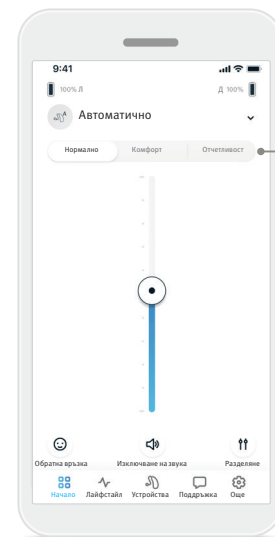 9:41
100% Л
Д 100%
Автоматично
Нормално Комфорт Отчетливост
Обратна връзка Изключване на звука Разделяне
Начало Лайфстайл Устройства Поддръжка Още